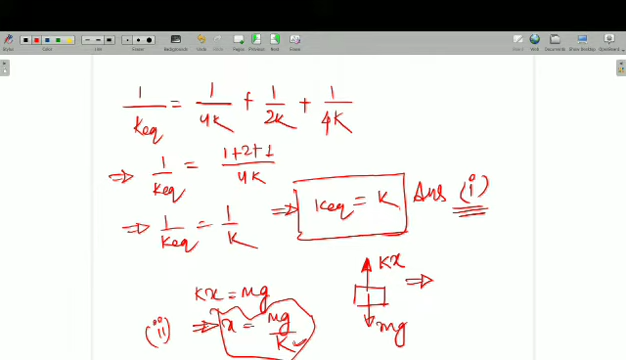 1/Keq = 1/4K + 1/2K + 1/4K
⇒ 1/Keq = 1+2+1/4K
⇒ 1/Keq = 1/K ⇒ Keq = K Ans (i)
Kx
Kx = mg
(ii) ⇒ x = mg/K
mg